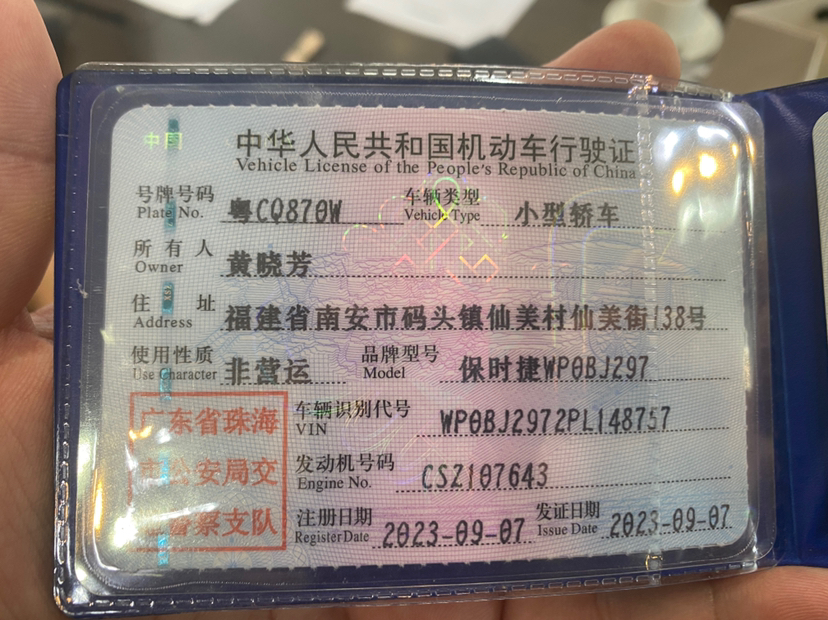 中国
中华人民共和国机动车行驶证
Vehicle License of the People's Republic of China
号牌号码 粤CQ870W 车辆类型 小型轿车
Plate No. Vehicle Type
所有人 黄晓芳
Owner
住址 福建省南安市码头镇仙美村仙美街138号
Address
使用性质 非营运 品牌型号 保时捷WP0BJ297
Use Character Model
车辆识别代号 WP0BJ2972PL148757
VIN
发动机号码 CSZ107643
Engine No.
注册日期 2023-09-07 发证日期 2023-09-07
Register Date Issue Date
广东省珠海
市公安局交
通警察支队